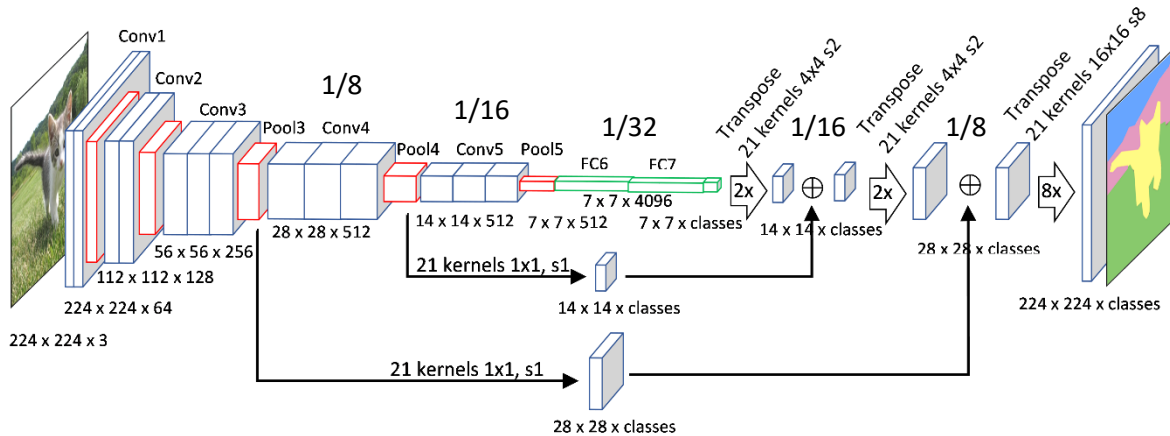 Conv1
Conv2
Conv3
1/8
Pool3
Conv4
1/16
Pool4
Conv5
Pool5
1/32
FC6
FC7
Transpose
21 kernels 4x4 s2
1/16
Transpose
21 kernels 4x4 s2
1/8
Transpose
21 kernels 16x16 s8
2x
2x
8x
7 x 7 x 4096
14 x 14 x 512
7 x 7 x 512
7 x 7 x classes
14 x 14 x classes
28 x 28 x 512
56 x 56 x 256
28 x 28 x classes
112 x 112 x 128
21 kernels 1x1, s1
224 x 224 x 64
14 x 14 x classes
224 x 224 x classes
224 x 224 x 3
21 kernels 1x1, s1
28 x 28 x classes